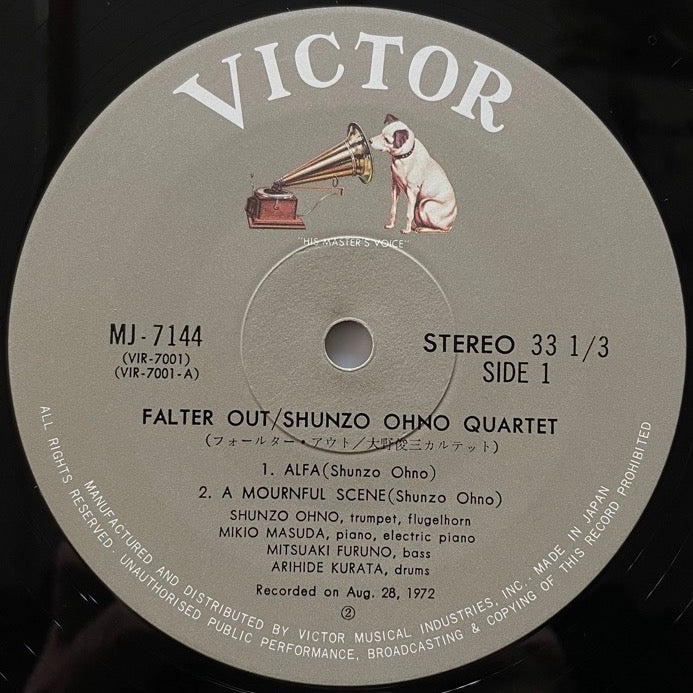 VICTOR
"HIS MASTER'S VOICE"
MJ-7144
(VIR-7001)
(VIR-7001-A)
STEREO 33 1/3
SIDE 1
FALTER OUT/SHUNZO OHNO QUARTET
(フォールター・アウト/大野俊三カルテット)
1. ALFA(Shunzo Ohno)
2. A MOURNFUL SCENE(Shunzo Ohno)
SHUNZO OHNO, trumpet, flugelhorn
MIKIO MASUDA, piano, electric piano
MITSUAKI FURUNO, bass
ARIHIDE KURATA, drums
Recorded on Aug. 28, 1972
②
MANUFACTURED AND DISTRIBUTED BY VICTOR MUSICAL INDUSTRIES, INC., MADE IN JAPAN
ALL RIGHTS RESERVED. UNAUTHORISED PUBLIC PERFORMANCE, BROADCASTING & COPYING OF THIS RECORD PROHIBITED